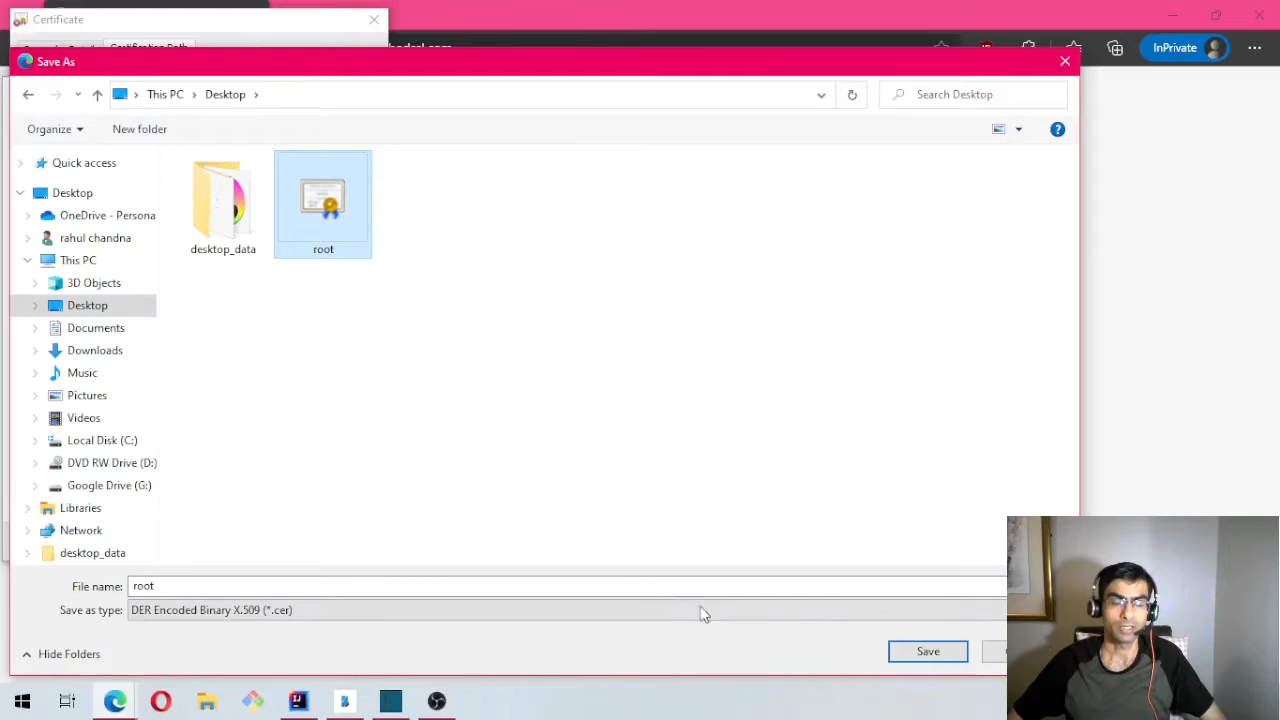 Certificate
InPrivate
Save As
This PC
Desktop
Search Desktop
Organize
New folder
Quick access
Desktop
OneDrive - Persona
rahul chandna
This PC
3D Objects
Desktop
Documents
Downloads
Music
Pictures
Videos
Local Disk (C:)
DVD RW Drive (D:)
Google Drive (G:)
Libraries
Network
desktop_data
desktop_data
root
File name: root
Save as type: DER Encoded Binary X.509 (*.cer)
Hide Folders
Save